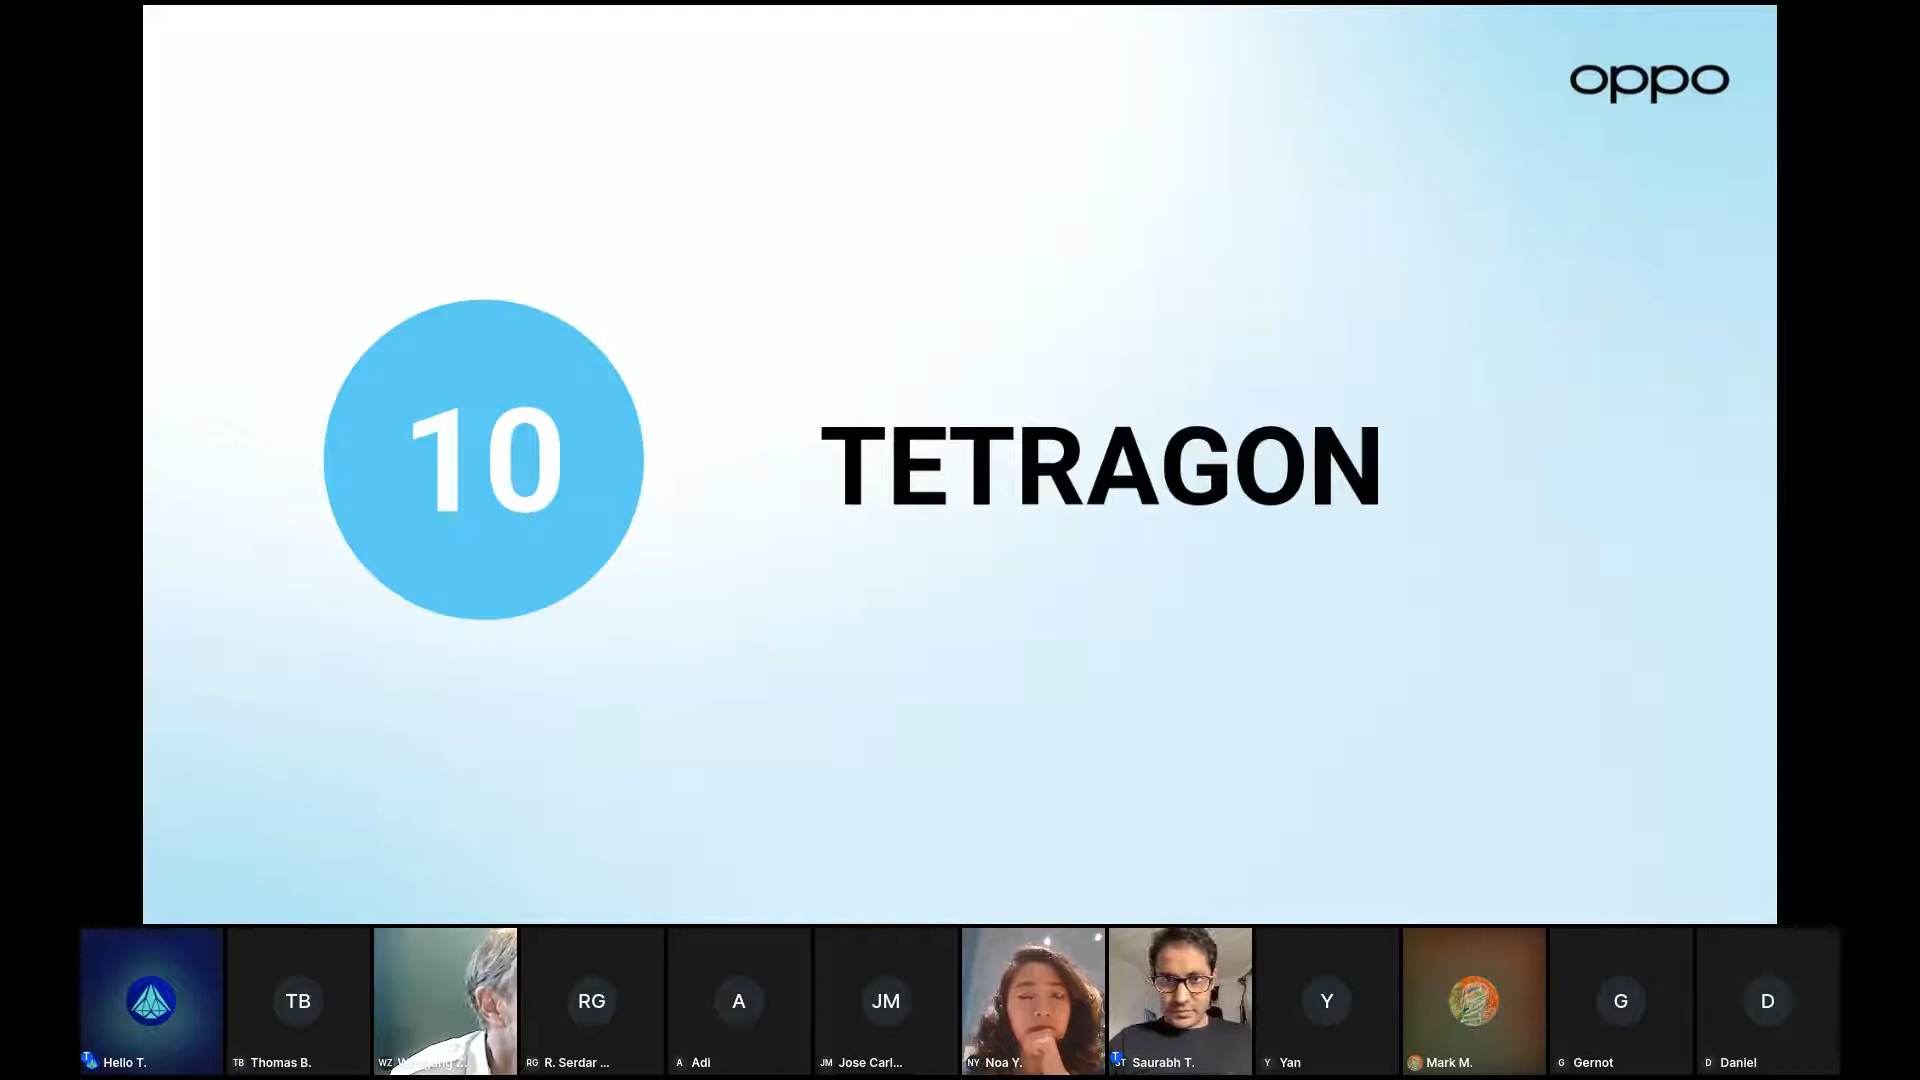 oppo
10
TETRAGON
TB
RG
A
JM
Y
G
D
T
Hello T.
TB Thomas B.
WZ
RG R. Serdar ...
A Adi
JM Jose Carl...
NY Noa Y.
T
ST Saurabh T.
Y Yan
Mark M.
G Gernot
D Daniel